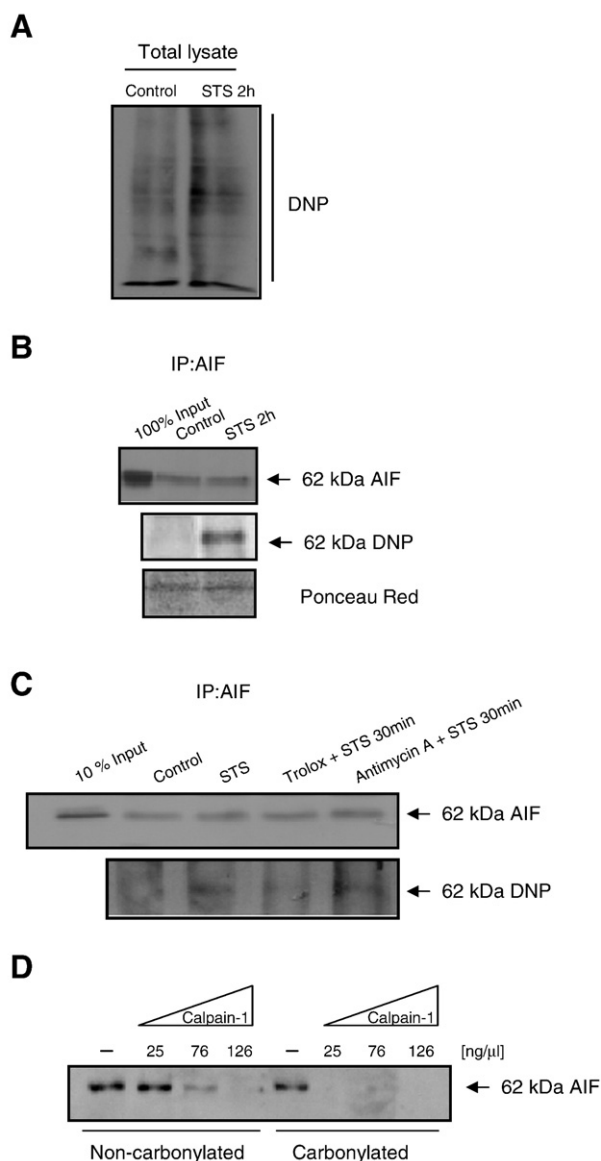 A
Total lysate
Control STS 2h
DNP
B
IP:AIF
100% Input Control STS 2h
62 kDa AIF
62 kDa DNP
Ponceau Red
C
IP:AIF
10 % Input Control STS Trolox + STS 30min Antimycin A + STS 30min
62 kDa AIF
62 kDa DNP
D
Calpain-1 Calpain-1
– 25 76 126 – 25 76 126 [ng/µl]
62 kDa AIF
Non-carbonylated Carbonylated